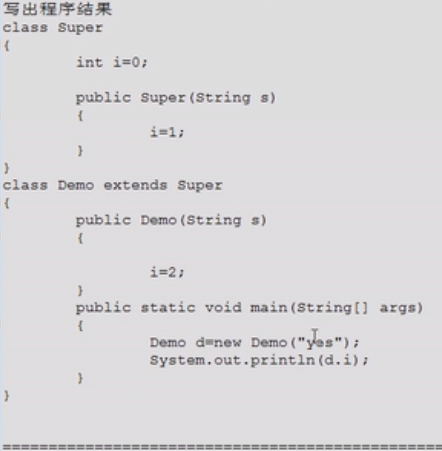 写出程序结果
class Super
{
int i=0;
public Super(String s)
{
i=1;
}
}
class Demo extends Super
{
public Demo(String s)
{
i=2;
}
public static void main(String[] args)
{
Demo d=new Demo("yes");
System.out.println(d.i);
}
}
================================================